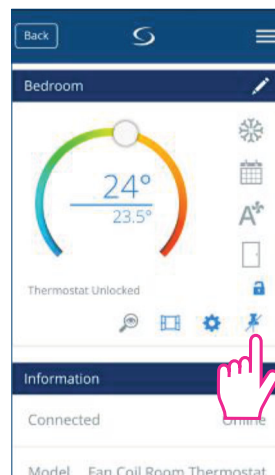 Back
Bedroom
24°
23.5°
A
Thermostat Unlocked
Information
Connected Online
Model Fan Coil Room Thermostat